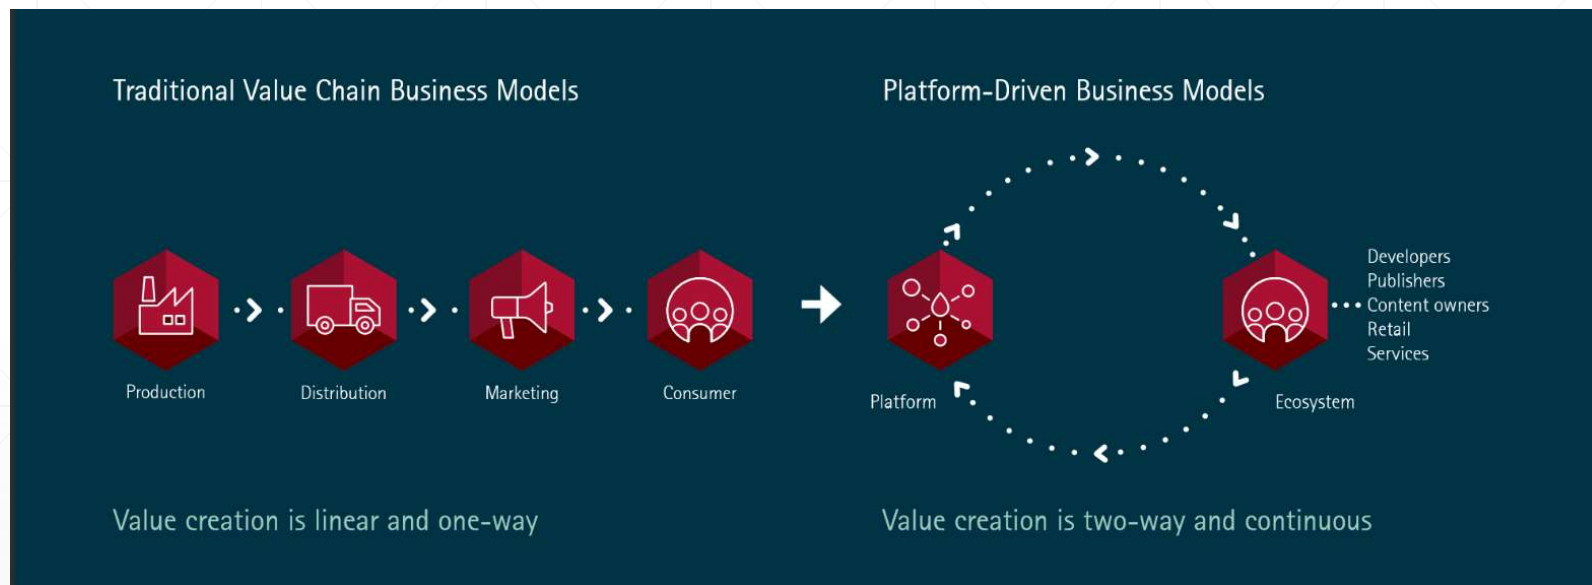 Traditional Value Chain Business Models
Platform-Driven Business Models
Production
Distribution
Marketing
Consumer
Platform
Ecosystem
Developers
Publishers
Content owners
Retail
Services
Value creation is linear and one-way
Value creation is two-way and continuous